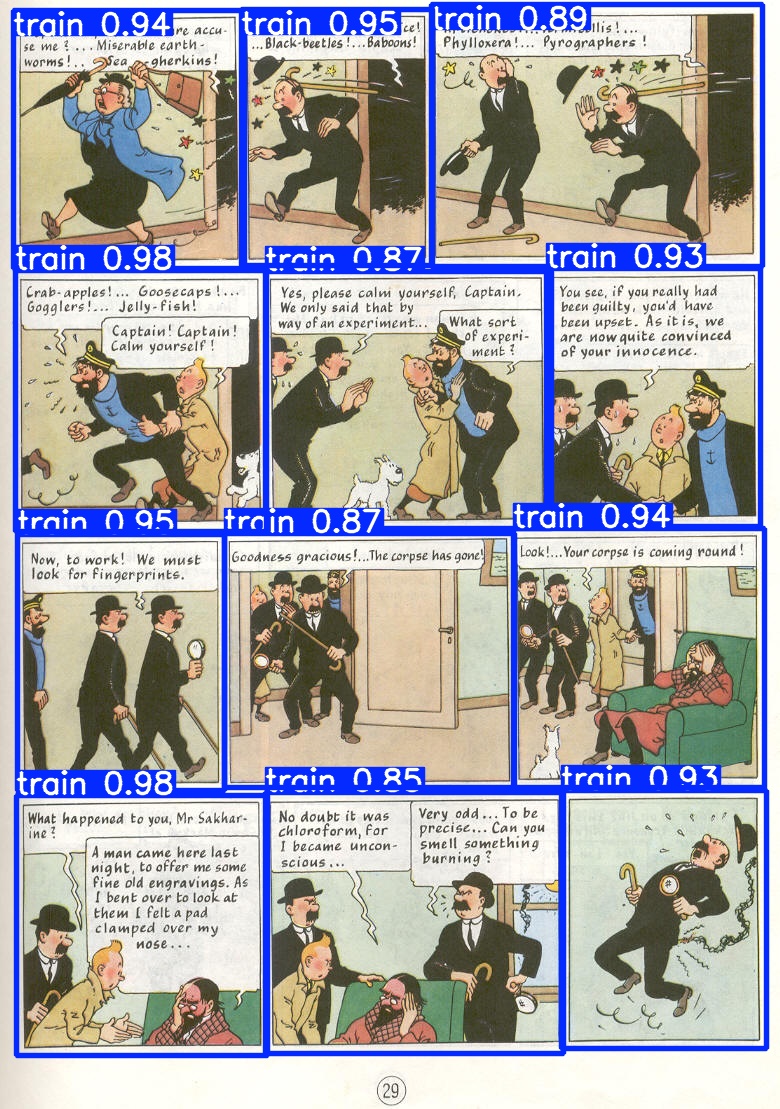 train 0.94
re accu-
se me? ... Miserable earth-
worms!.. Sea gherkins!
train 0.95
ce!
...Black-beetles!...Baboons!
train 0.89
Phylloxera!... Pyrographers!
train 0.98
Crab-apples!... Goosecaps!...
Gogglers!... Jelly-fish!
Captain! Captain!
Calm yourself!
train 0.87
Yes, please calm yourself, Captain.
We only said that by
way of an experiment...
What sort
of experi-
ment?
train 0.93
You see, if you really had
been guilty, you'd have
been upset. As it is, we
are now quite convinced
of your innocence.
train 0.95
Now, to work! We must
look for fingerprints.
train 0.87
Goodness gracious!...The corpse has gone!
train 0.94
Look!...Your corpse is coming round!
train 0.98
What happened to you, Mr Sakhar-
ine?
A man came here last
night, to offer me some
fine old engravings. As
I bent over to look at
them I felt a pad
clamped over my
nose...
train 0.85
No doubt it was
chloroform, for
I became uncon-
scious...
Very odd... To be
precise... Can you
smell something
burning?
train 0.93
29